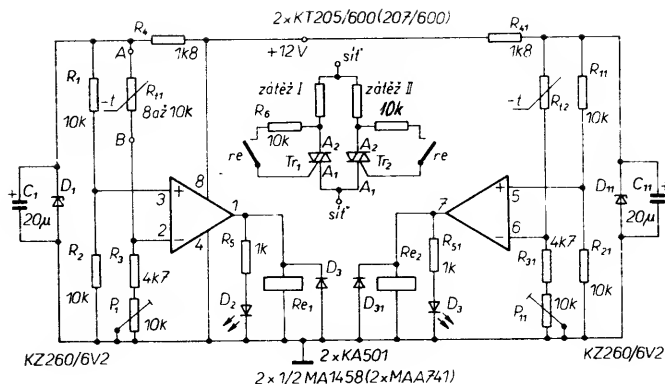 2×KT205/600(207/600)
R4
1k8
+12V
R41
1k8
síť
A
R1
-t
Rt1
8až10k
10k
B
zátěž I
zátěž II
R6
10k
10k
re
A2
A2
Tr1
Tr2
A1
A1
re
síť
-t
Rt2
R11
10k
C1
20μ
D1
+
3
8
1
2
−
4
R2
10k
R3
4k7
P1
10k
R5
1k
D2
Re1
D3
D31
Re2
R51
1k
D3
7
+
5
−
6
R31
4k7
R21
10k
P11
10k
D11
C11
20μ
KZ260/6V2
2×KA501
2×1/2MA1458(2×MAA741)
KZ260/6V2